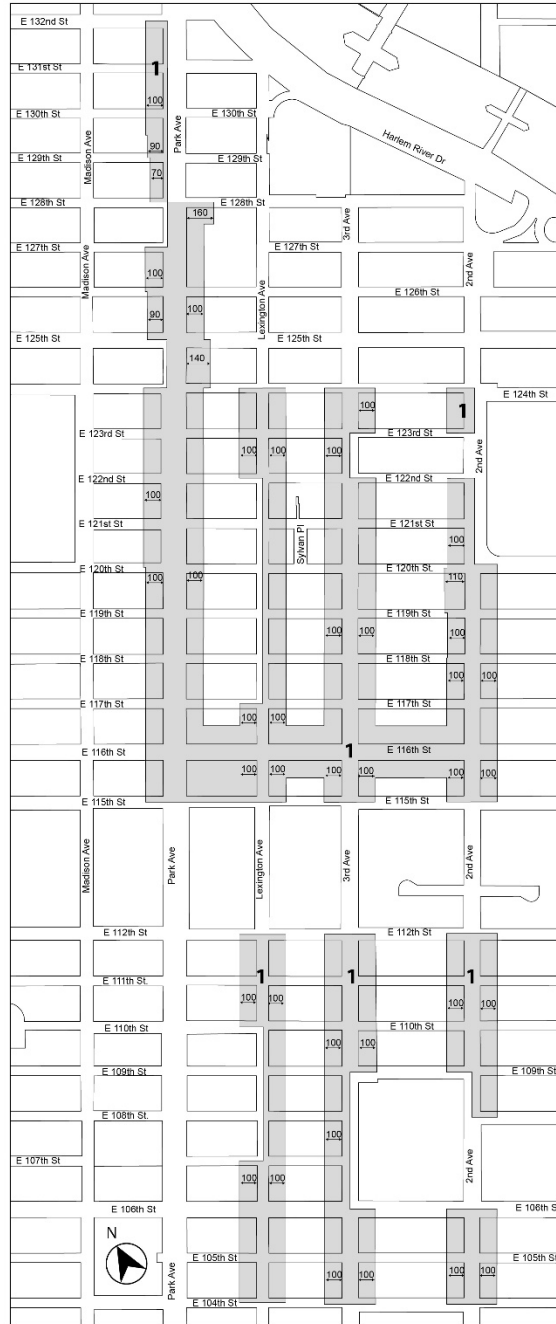 E 132nd St
E 131st St
1
100
E 130th St
E 130th St
Madison Ave
Park Ave
Harlem River Dr
90
E 129th St
E 129th St
70
E 128th St
E 128th St
160
3rd Ave
E 127th St
E 127th St
Madison Ave
2nd Ave
100
E 126th St
Lexington Ave
90
100
E 125th St
E 125th St
140
E 124th St
100
1
E 123rd St
E 123rd St
100
100
100
100
2nd Ave
E 122nd St
E 122nd St
100
E 121st St
E 121st St
Sylvan Pl
100
E 120th St
E 120th St.
100
100
110
E 119th St
E 119th St
100
100
100
E 118th St
E 118th St
100
100
E 117th St
E 117th St
100
100
1
E 116th St
E 116th St
100
100
100
100
100
100
E 115th St
E 115th St
Madison Ave
Park Ave
Lexington Ave
3rd Ave
2nd Ave
E 112th St
E 112th St
1
1
1
E 111th St.
100
100
100
100
E 110th St
E 110th St
100
100
E 109th St
E 109th St
E 108th St.
100
E 107th St
2nd Ave
100
100
E 106th St
E 106th St
N
E 105th St
E 105th St
100
100
100
100
Park Ave
E 104th St